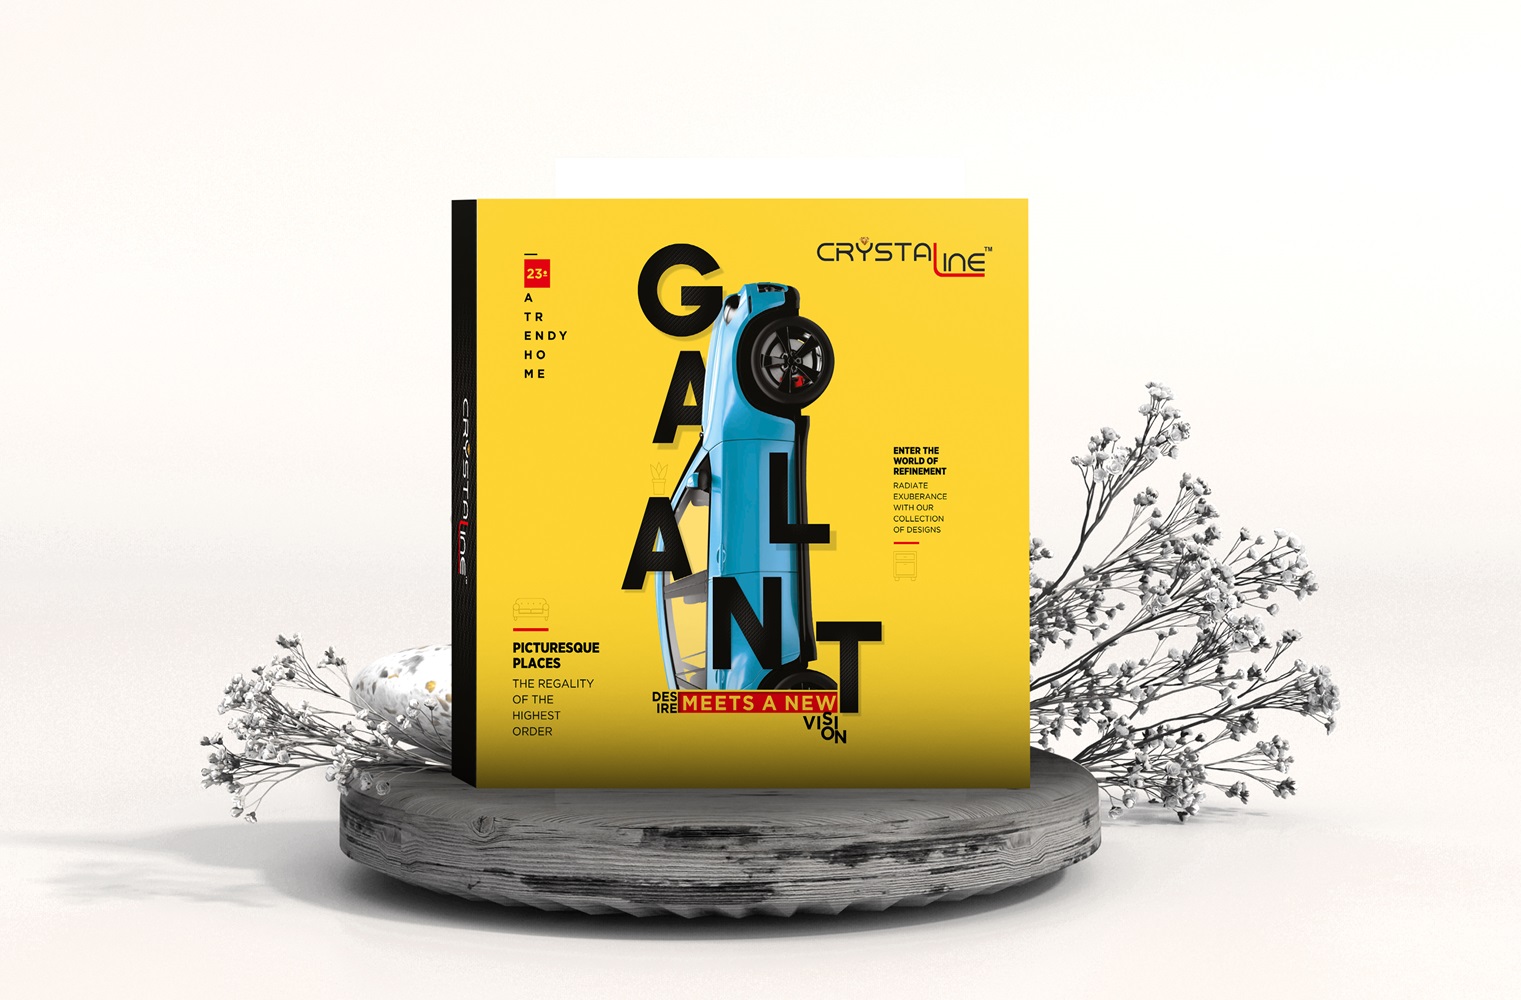 CRYSTALINE™
23±
A
TR
ENDY
HO
ME
GALLANT
ENTER THE
WORLD OF
REFINEMENT
RADIATE
EXUBERANCE
WITH OUR
COLLECTION
OF DESIGNS
PICTURESQUE
PLACES
THE REGALITY
OF THE
HIGHEST
ORDER
DES
IRE
MEETS A NEW
VISI
ON
CRYSTALINE